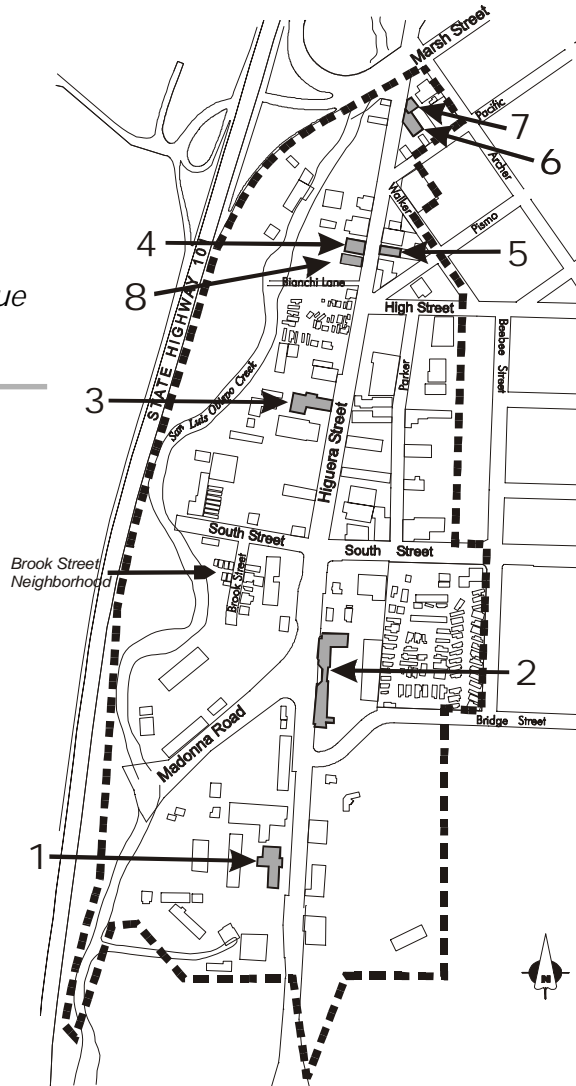 Marsh Street
Pacific
7
6
Archer
Walker
Pismo
4
5
ue
8
Bianchi Lane
High Street
STATE HIGHWAY 10
Beebee Street
Parker
3
San Luis Obispo Creek
Higuera Street
South Street
South Street
Brook Street
Neighborhood
Brook Street
2
Bridge Street
Madonna Road
1
N